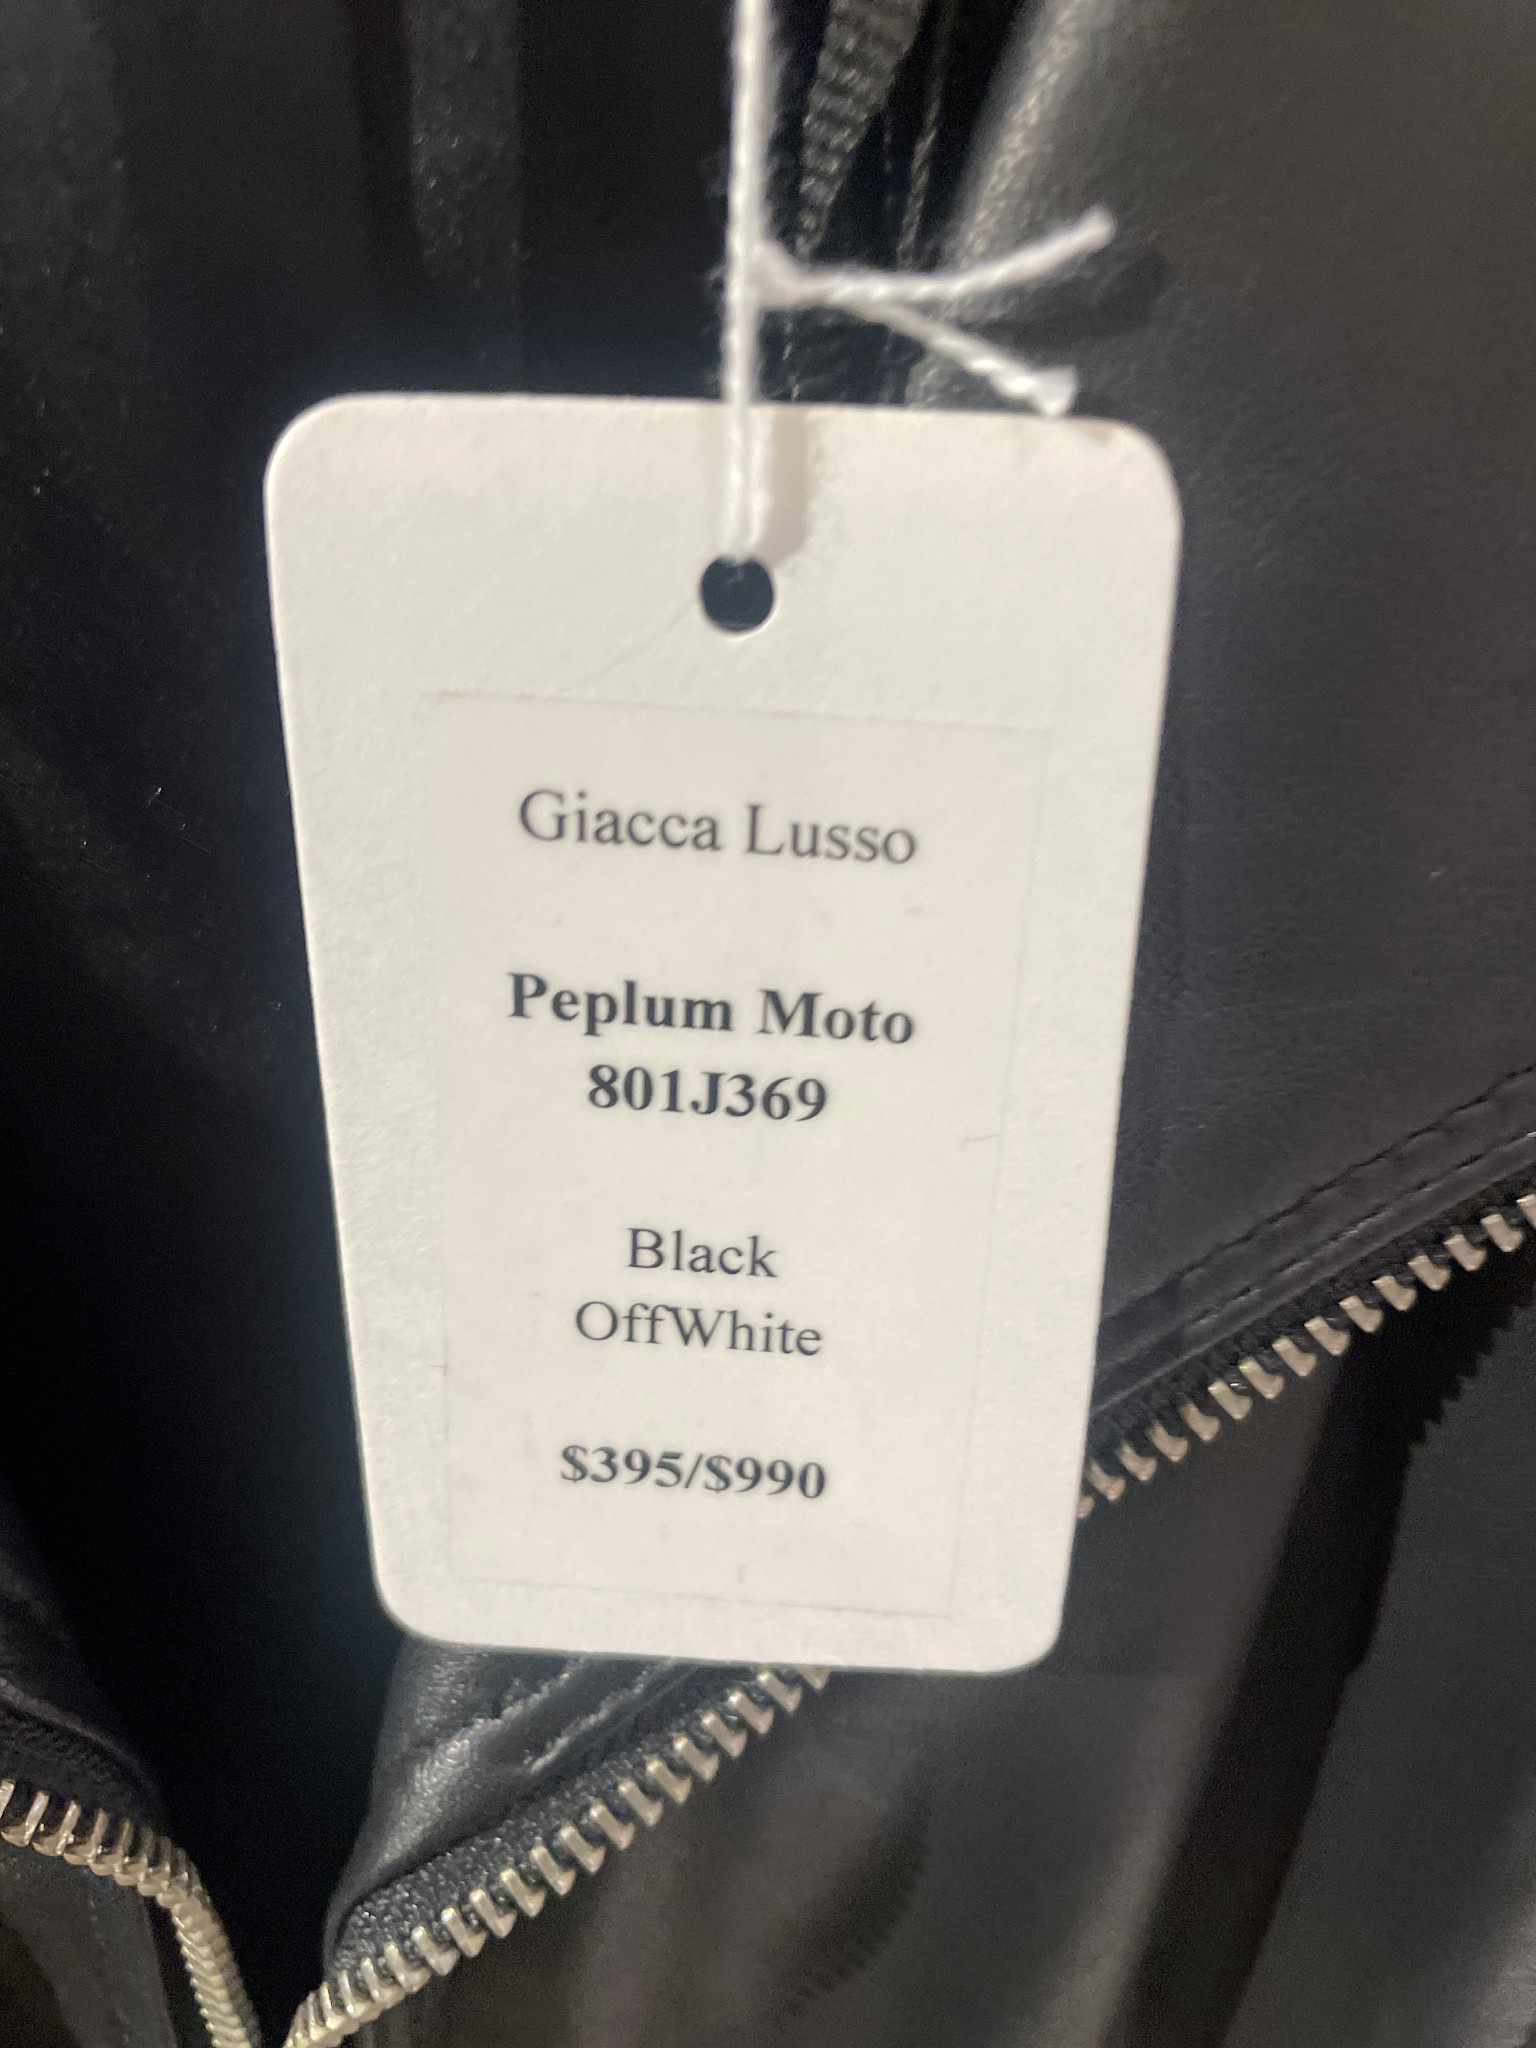 Giacca Lusso
Peplum Moto
801J369
Black
OffWhite
$395/$990